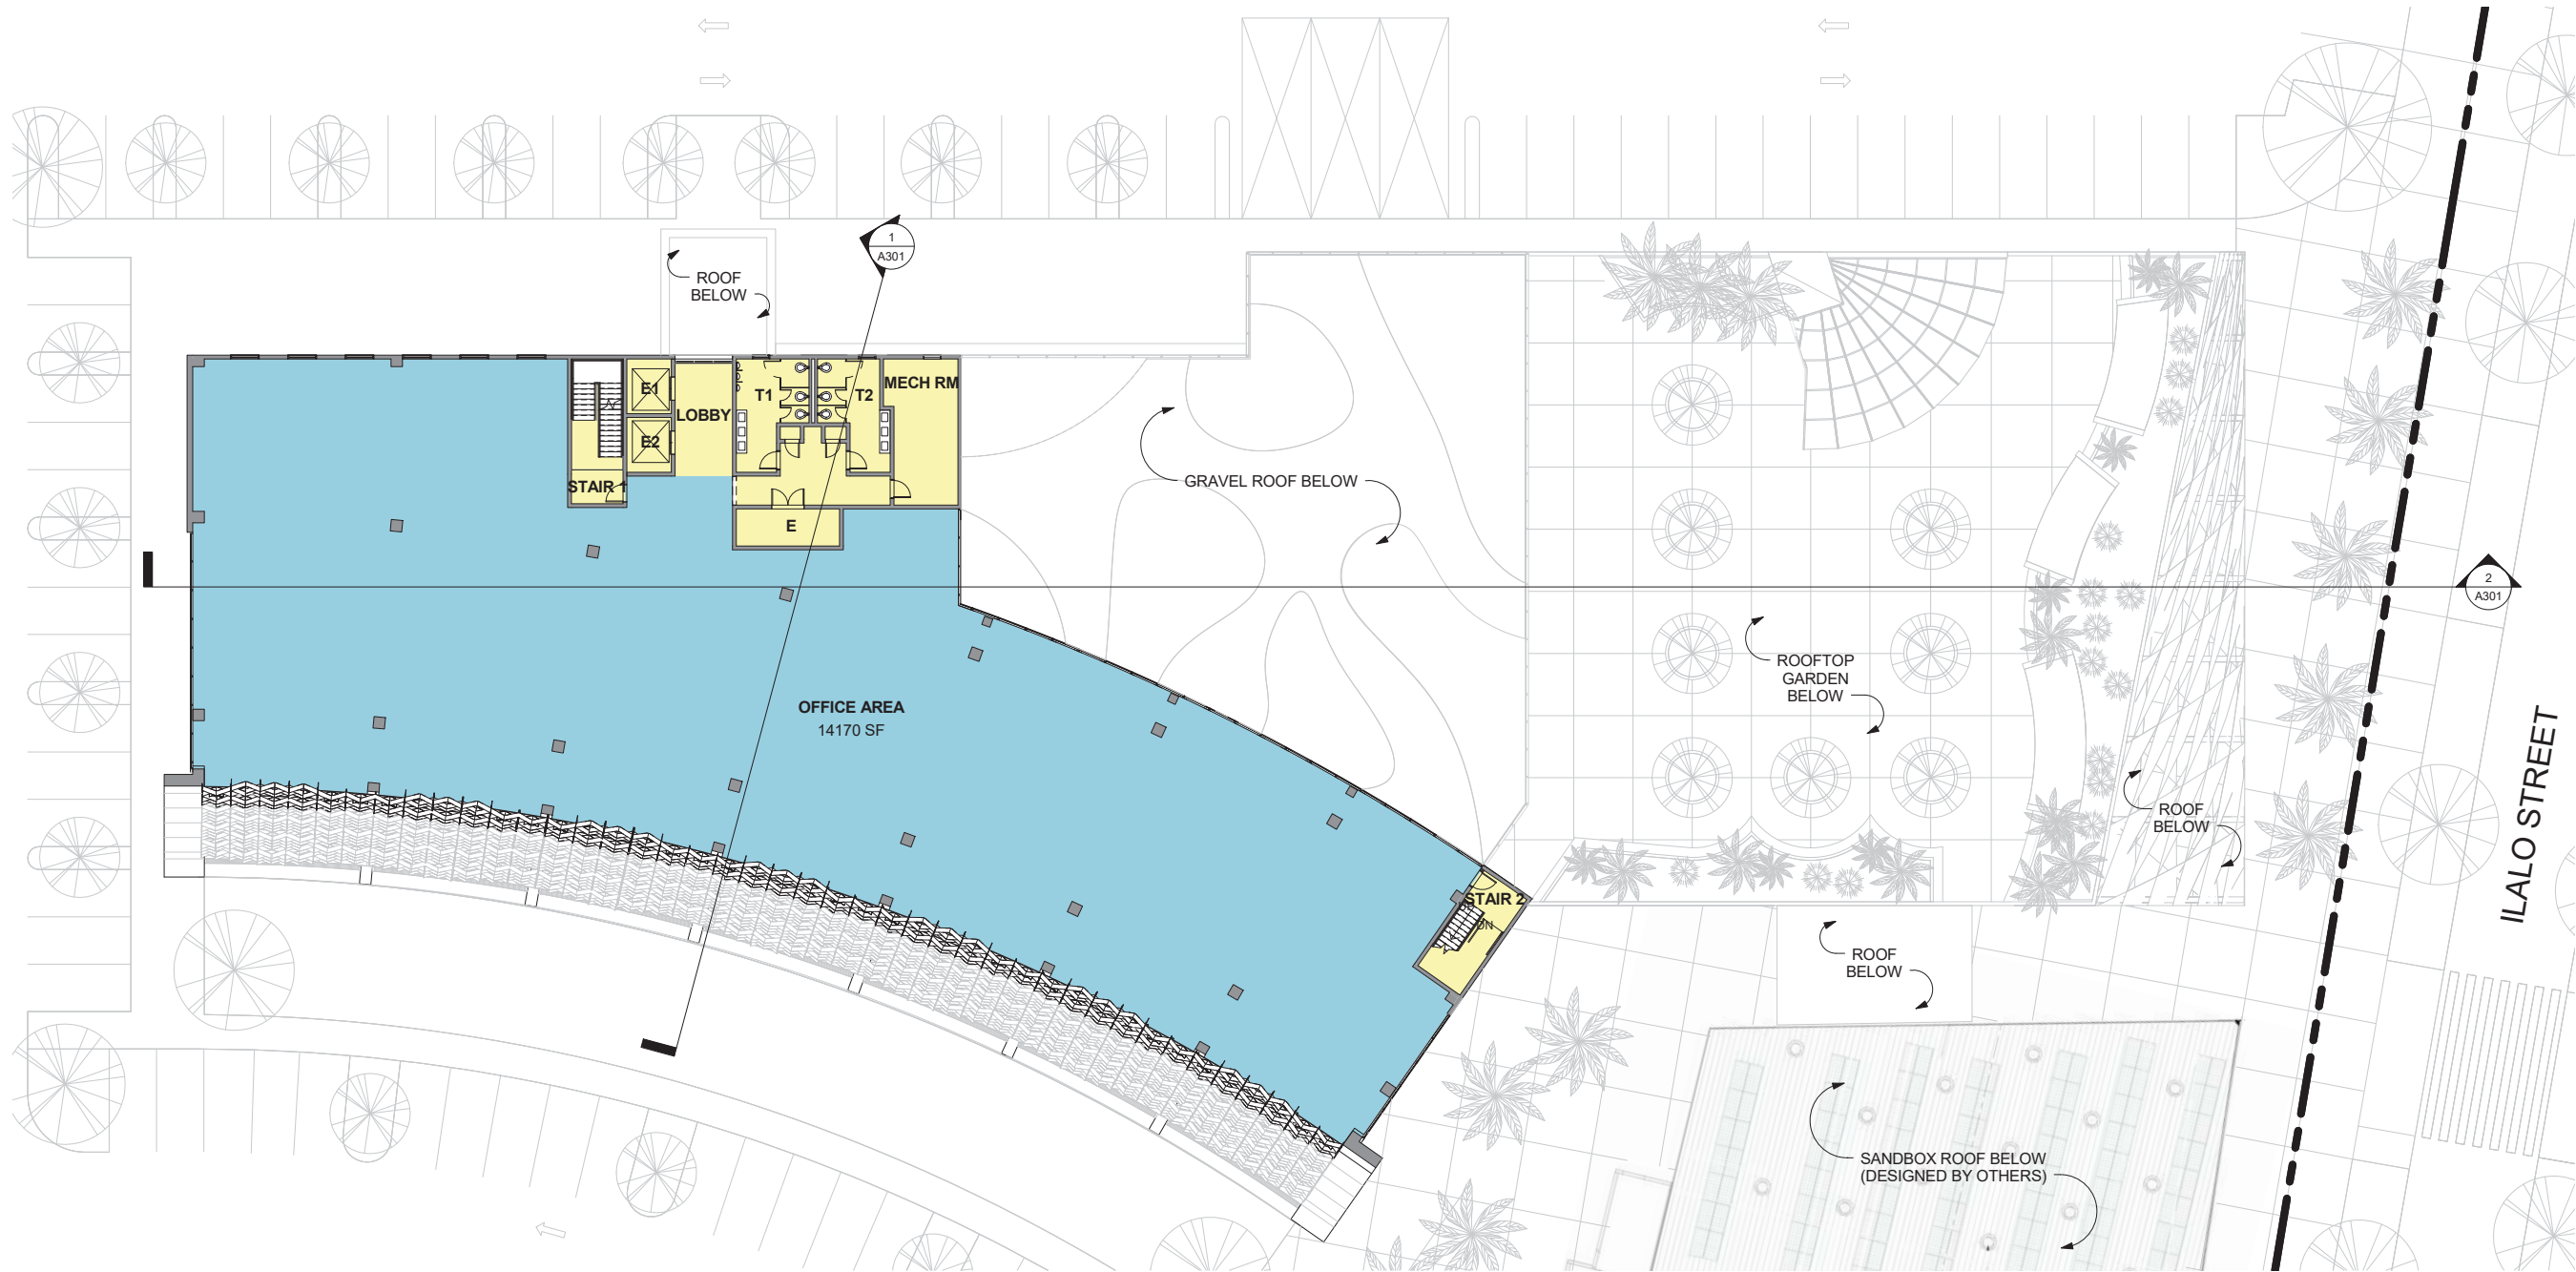 1
A301
ROOF
BELOW
E1
E2
LOBBY
T1
T2
MECH RM
STAIR 1
E
GRAVEL ROOF BELOW
2
A301
ROOFTOP
GARDEN
BELOW
OFFICE AREA
14170 SF
ROOF
BELOW
ILALO STREET
STAIR 2
DN
ROOF
BELOW
SANDBOX ROOF BELOW
(DESIGNED BY OTHERS)